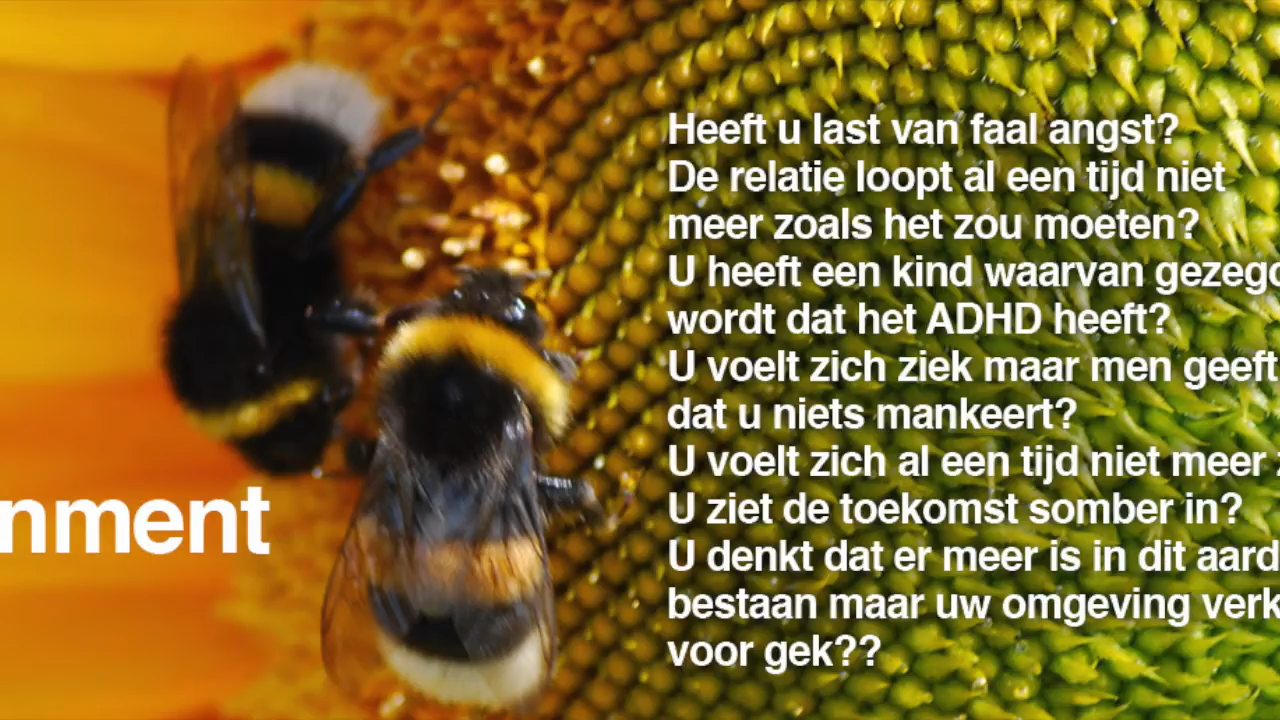 Heeft u last van faal angst?
De relatie loopt al een tijd niet
meer zoals het zou moeten?
U heeft een kind waarvan
wordt dat het ADHD heeft?
U voelt zich ziek maar men geeft
dat u niets mankeert?
U voelt zich al een tijd niet meer
U ziet de toekomst somber in?
U denkt dat er meer is in dit
bestaan maar uw omgeving
voor gek??
nment